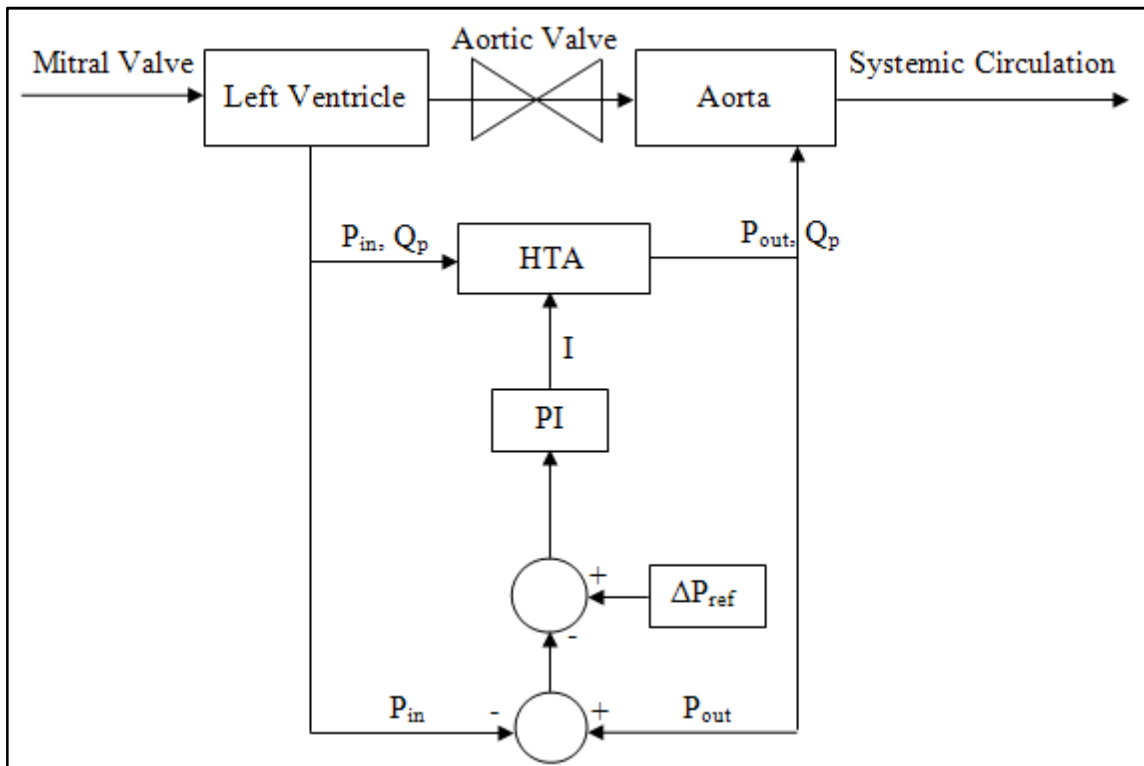 Aortic Valve
Mitral Valve
Systemic Circulation
Left Ventricle
Aorta
Pin, Qp
HTA
Pout, Qp
I
PI
+
ΔPref
-
Pin
-
+
Pout